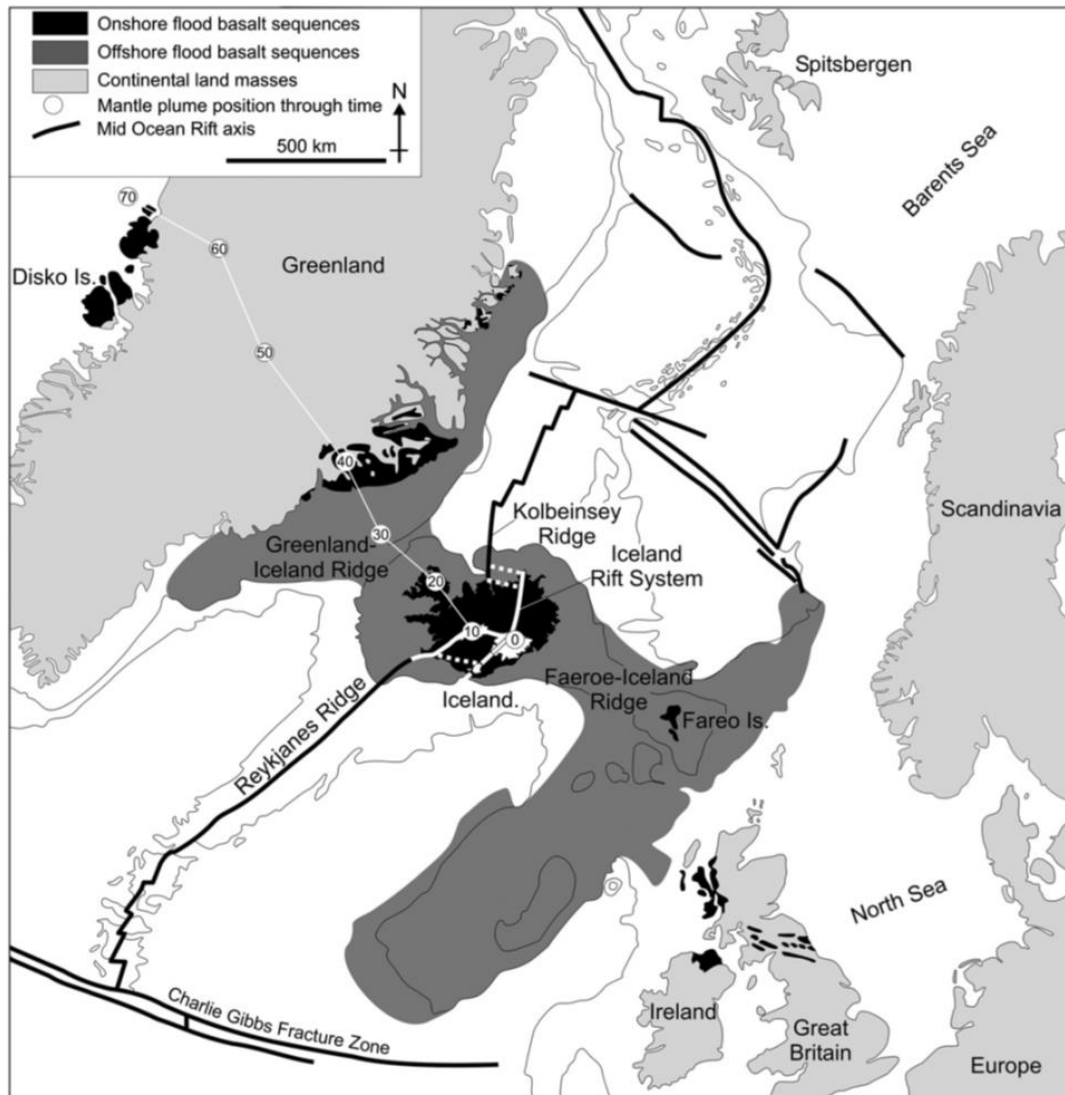 Onshore flood basalt sequences
Offshore flood basalt sequences
Continental land masses
Mantle plume position through time
Mid Ocean Rift axis
N
500 km
Spitsbergen
Barents Sea
70
60
Disko Is.
Greenland
50
40
Scandinavia
30
Kolbeinsey
Ridge
Greenland-
Iceland Ridge
Iceland
Rift System
20
10
0
Iceland.
Faeroe-Iceland
Ridge
Fareo Is.
Reykjanes Ridge
North Sea
Charlie Gibbs Fracture Zone
Ireland
Great
Britain
Europe